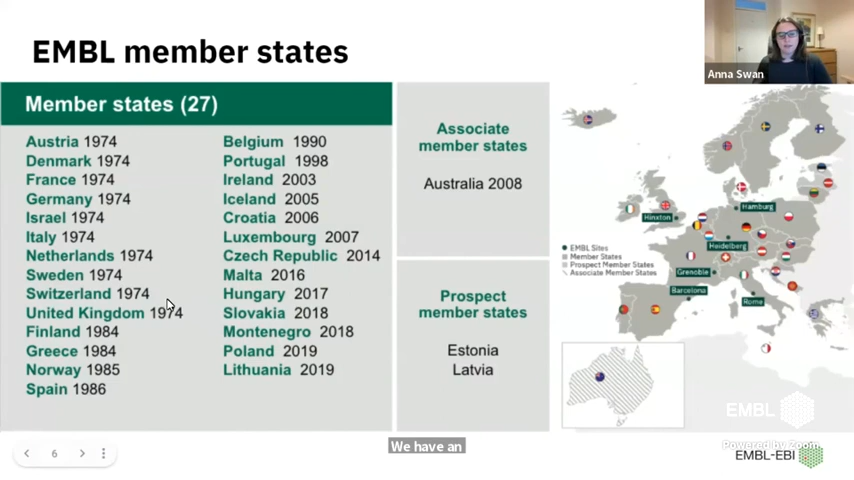 EMBL member states
Anna Swan
Member states (27)
Austria 1974
Denmark 1974
France 1974
Germany 1974
Israel 1974
Italy 1974
Netherlands 1974
Sweden 1974
Switzerland 1974
United Kingdom 1974
Finland 1984
Greece 1984
Norway 1985
Spain 1986
Belgium 1990
Portugal 1998
Ireland 2003
Iceland 2005
Croatia 2006
Luxembourg 2007
Czech Republic 2014
Malta 2016
Hungary 2017
Slovakia 2018
Montenegro 2018
Poland 2019
Lithuania 2019
Associate
member states
Australia 2008
Prospect
member states
Estonia
Latvia
Hinxton
Hamburg
Heidelberg
Grenoble
Barcelona
Rome
EMBL Sites
Member States
Prospect Member States
Associate Member States
EMBL
Powered by Zoom
EMBL-EBI
6
We have an